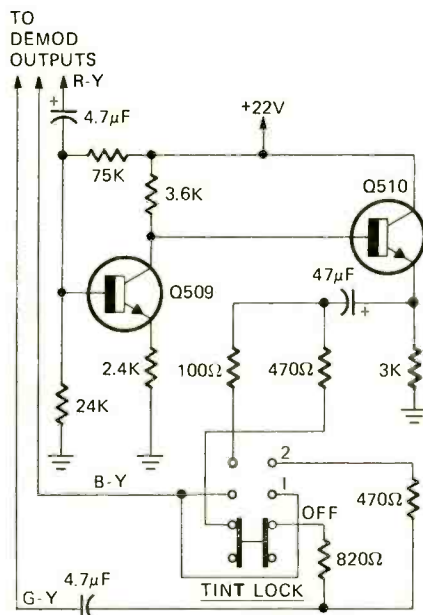 TO
DEMOD
OUTPUTS
R-Y
4.7µF
+22V
75K
3.6K
Q510
Q509
47µF
2.4K
100Ω
470Ω
3K
24K
2
B-Y
1
470Ω
OFF
820Ω
4.7µF
TINT LOCK
G-Y